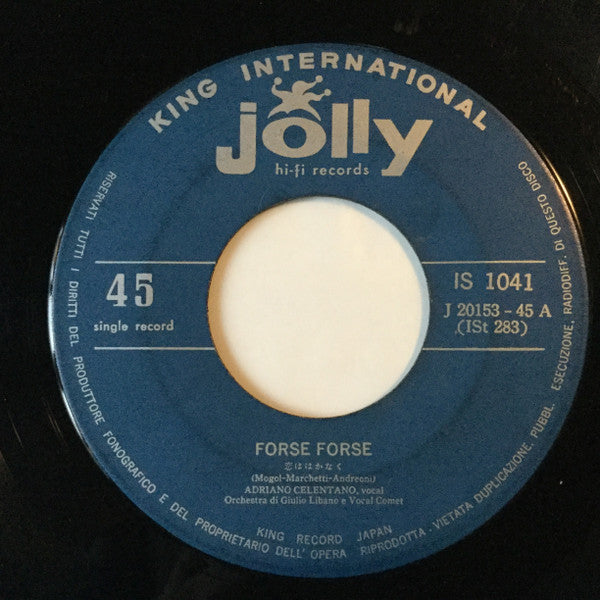 KING INTERNATIONAL
jolly
hi-fi records
45
single record
IS 1041
J 20153 - 45 A
(ISt 283)
FORSE FORSE
恋ははかなく
(Mogol-Marchetti-Andreoni)
ADRIANO CELENTANO, vocal
Orchestra di Giulio Libano e Vocal Comet
KING RECORD JAPAN
RISERVATI TUTTI I DIRITTI DEL PRODUTTORE FONOGRAFICO E DEL PROPRIETARIO DELL'OPERA RIPRODOTTA - VIETATA DUPLICAZIONE, PUBBL. ESECUZIONE, RADIODIFF. DI QUESTO DISCO